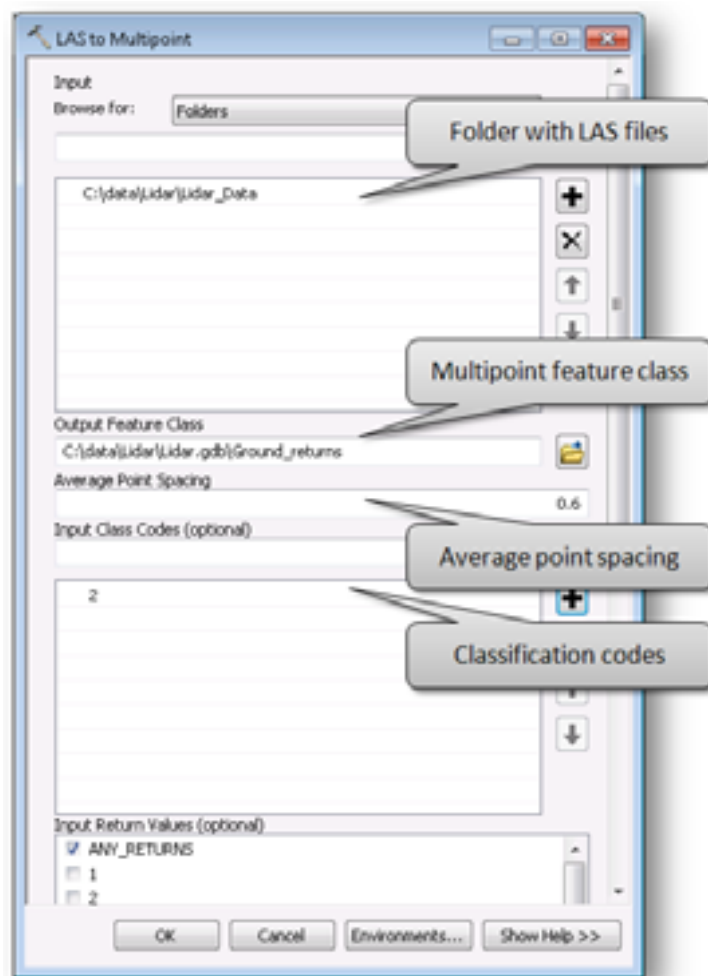 LAS to Multipoint
Input
Browse for:
Folders
Folder with LAS files
C:\data\Lidar\Lidar_Data
Multipoint feature class
Output Feature Class
C:\data\Lidar\Lidar.gdb\Ground_returns
Average Point Spacing
0.6
Input Class Codes (optional)
Average point spacing
2
Classification codes
Input Return Values (optional)
ANY_RETURNS
1
2
OK Cancel Environments... Show Help >>